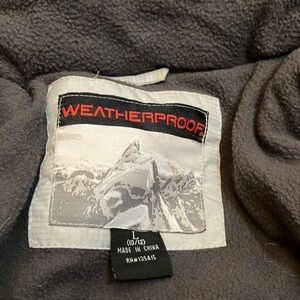 WEATHERPROOF
L
(10/12)
MADE IN CHINA
RN#135415